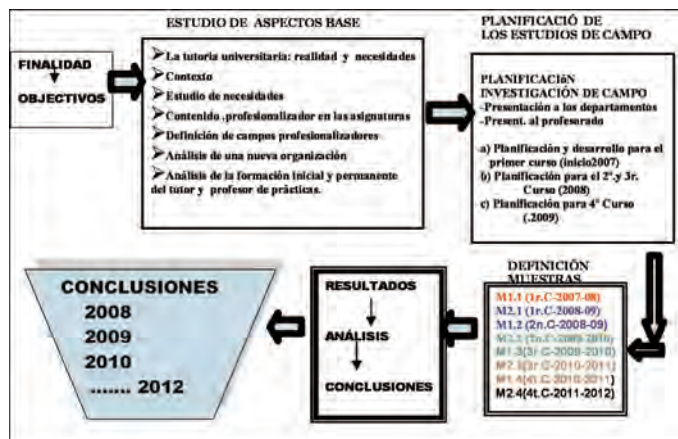 ESTUDIO DE ASPECTOS BASE
PLANIFICACIÓ DE
LOS ESTUDIOS DE CAMPO
FINALIDAD
OBJECTIVOS
La tutoria universitaria: realidad y necesidades
Contexto
Estudio de necesidades
Contenido .profesionalizador en las asignaturas
Definición de campos profesionalizadores
Análisis de una nueva organización
Análisis de la formación inicial y permanente
del tutor y profesor de prácticas.
PLANIFICACIÓN
INVESTIGACIÓN DE CAMPO
-Presentación a los departamentos
-Present. al profesorado
a) Planificación y desarrollo para el
primer curso (inicio2007)
b) Planificación para el 2º.y 3r.
Curso (2008)
c) Planificación para 4º Curso
(.2009)
DEFINICIÓN
MUESTRAS
M1.1 (1r.C-2007-08)
M2.1 (1r.C-2008-09)
M1.2 (2n.C-2008-09)
M2.2 (2n.C-2009-2010)
M1.3(3r.C-2009-2010)
M2.3(3r.C-2010-2011)
M1.4(4t.C-2010-2011)
M2.4(4t.C-2011-2012)
RESULTADOS
ANÁLISIS
CONCLUSIONES
CONCLUSIONES
2008
2009
2010
....... 2012